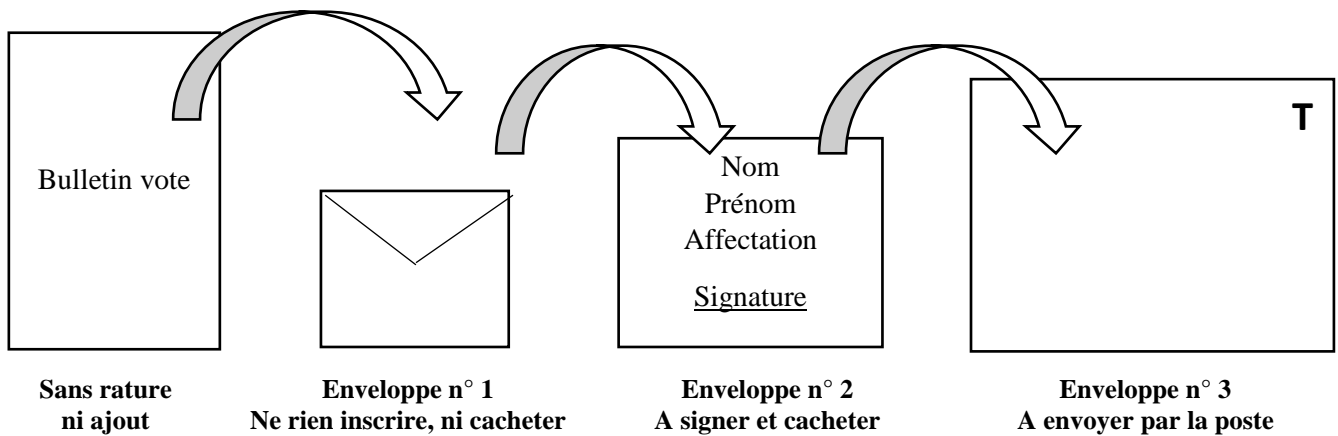 Bulletin vote
Nom
Prénom
Affectation
Signature
T
Sans rature
ni ajout
Enveloppe n° 1
Ne rien inscrire, ni cacheter
Enveloppe n° 2
A signer et cacheter
Enveloppe n° 3
A envoyer par la poste